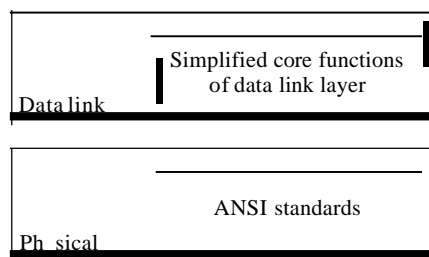 Simplified core functions
of data link layer
Data link
ANSI standards
Ph sical